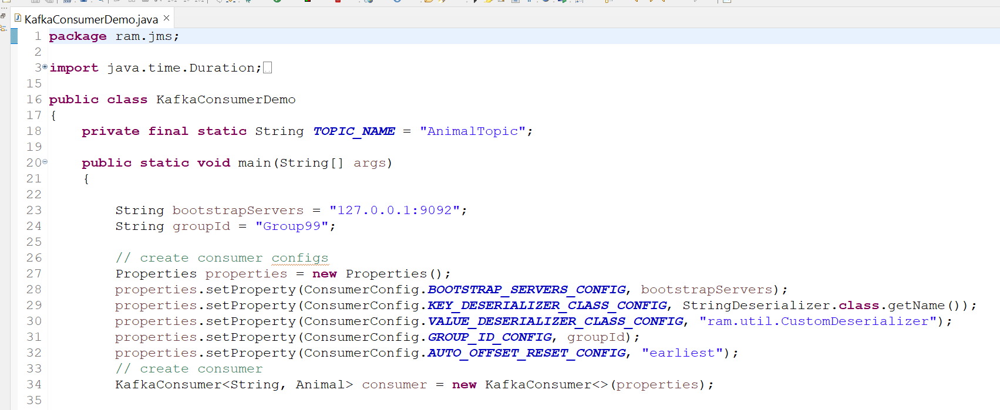 KafkaConsumerDemo.java
1 package ram.jms;
2
3 import java.time.Duration;
15
16 public class KafkaConsumerDemo
17 {
18     private final static String TOPIC_NAME = "AnimalTopic";
19
20     public static void main(String[] args)
21     {
22
23         String bootstrapServers = "127.0.0.1:9092";
24         String groupId = "Group99";
25
26         // create consumer configs
27         Properties properties = new Properties();
28         properties.setProperty(ConsumerConfig.BOOTSTRAP_SERVERS_CONFIG, bootstrapServers);
29         properties.setProperty(ConsumerConfig.KEY_DESERIALIZER_CLASS_CONFIG, StringDeserializer.class.getName());
30         properties.setProperty(ConsumerConfig.VALUE_DESERIALIZER_CLASS_CONFIG, "ram.util.CustomDeserializer");
31         properties.setProperty(ConsumerConfig.GROUP_ID_CONFIG, groupId);
32         properties.setProperty(ConsumerConfig.AUTO_OFFSET_RESET_CONFIG, "earliest");
33         // create consumer
34         KafkaConsumer<String, Animal> consumer = new KafkaConsumer<>(properties);
35